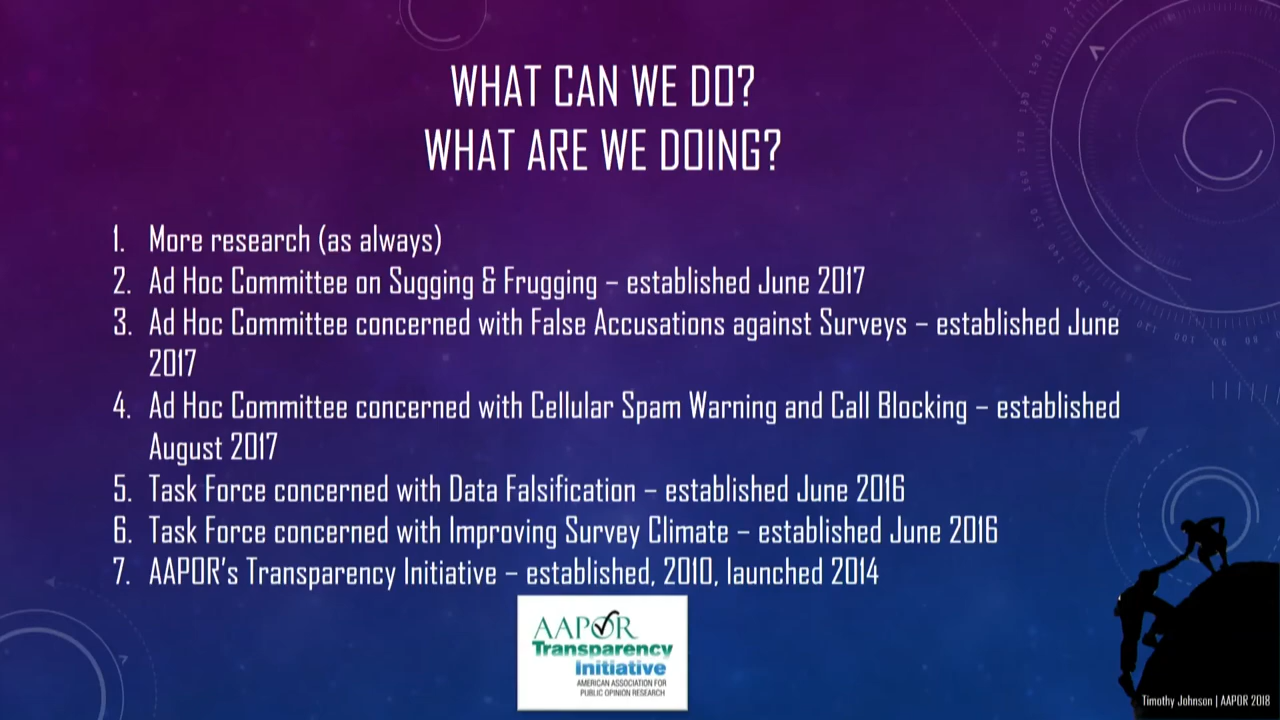 WHAT CAN WE DO?
WHAT ARE WE DOING?
1. More research (as always)
2. Ad Hoc Committee on Sugging & Frugging – established June 2017
3. Ad Hoc Committee concerned with False Accusations against Surveys – established June
2017
4. Ad Hoc Committee concerned with Cellular Spam Warning and Call Blocking – established
August 2017
5. Task Force concerned with Data Falsification – established June 2016
6. Task Force concerned with Improving Survey Climate – established June 2016
7. AAPOR's Transparency Initiative – established, 2010, launched 2014
AAPOR
Transparency
Initiative
AMERICAN ASSOCIATION FOR
PUBLIC OPINION RESEARCH
Timothy Johnson | AAPOR 2018